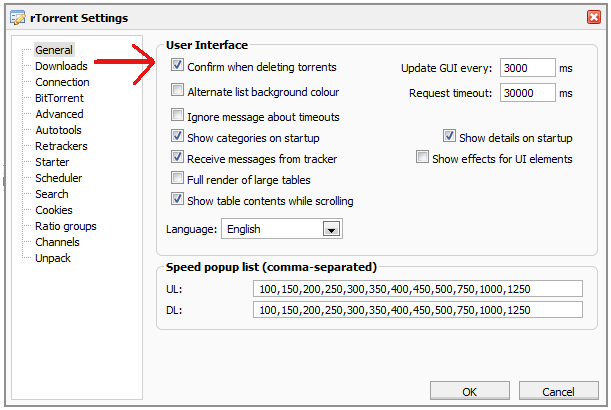 rTorrent Settings
General
Downloads
Connection
BitTorrent
Advanced
Autotools
Retrackers
Starter
Scheduler
Search
Cookies
Ratio groups
Channels
Unpack
User Interface
Confirm when deleting torrents Update GUI every: 3000 ms
Alternate list background colour Request timeout: 30000 ms
Ignore message about timeouts
Show categories on startup Show details on startup
Receive messages from tracker Show effects for UI elements
Full render of large tables
Show table contents while scrolling
Language: English
Speed popup list (comma-separated)
UL: 100,150,200,250,300,350,400,450,500,750,1000,1250
DL: 100,150,200,250,300,350,400,450,500,750,1000,1250
OK Cancel